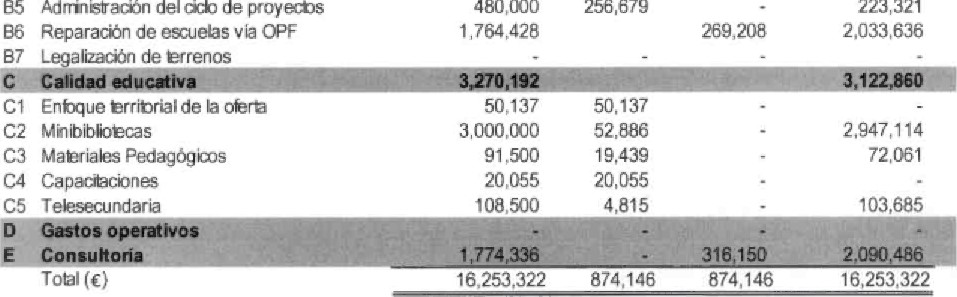 B5 Administración del ciclo de proyectos 480,000 256,679 - 223,321
B6 Reparación de escuelas vía OPF 1,764,428 269,208 2,033,636
B7 Legalización de terrenos - - - -
C Calidad educativa 3,270,192 3,122,860
C1 Enfoque territorial de la oferta 50,137 50,137 - -
C2 Minibibliotecas 3,000,000 52,886 - 2,947,114
C3 Materiales Pedagógicos 91,500 19,439 - 72,061
C4 Capacitaciones 20,055 20,055 - -
C5 Telesecundaria 108,500 4,815 - 103,685
D Gastos operativos - - - -
E Consultoría 1,774,336 - 316,150 2,090,486
Total (€) 16,253,322 874,146 874,146 16,253,322